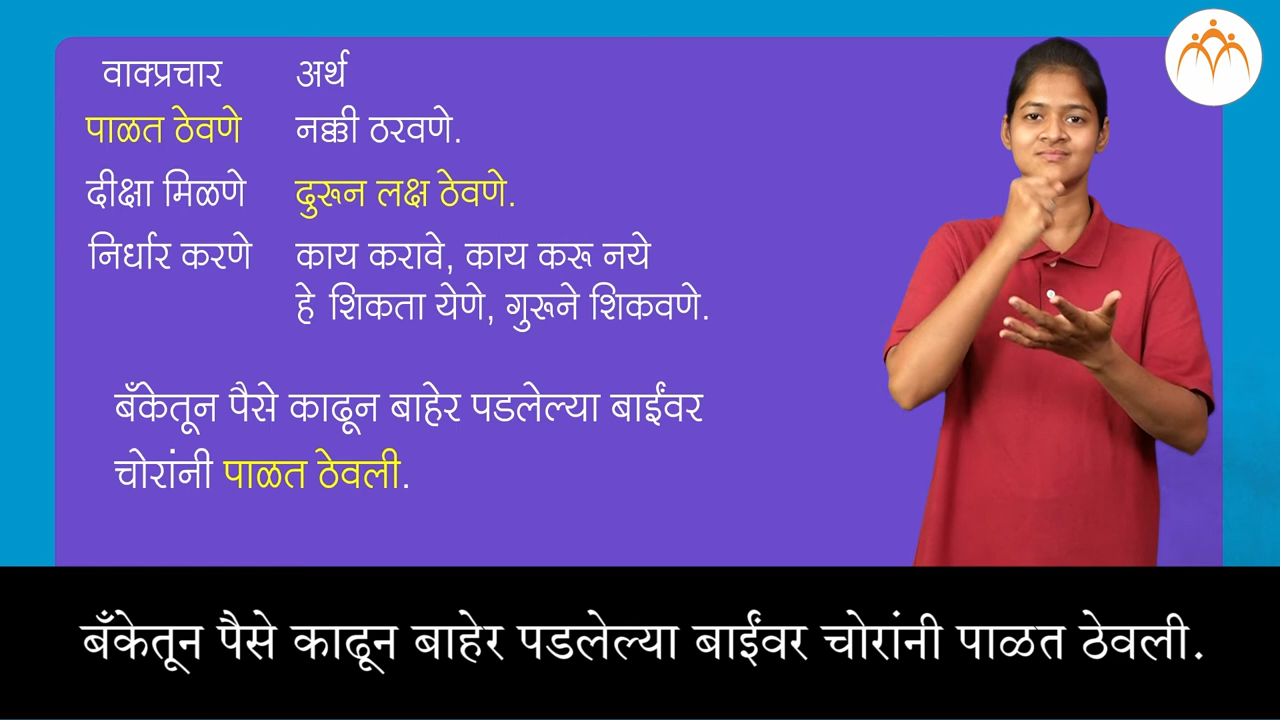 वाक्प्रचार अर्थ
पाळत ठेवणे नक्की ठरवणे.
दीक्षा मिळणे दुरून लक्ष ठेवणे.
निर्धार करणे काय करावे, काय करू नये
हे शिकता येणे, गुरूने शिकवणे.
बँकेतून पैसे काढून बाहेर पडलेल्या बाईंवर
चोरांनी पाळत ठेवली.
बँकेतून पैसे काढून बाहेर पडलेल्या बाईंवर चोरांनी पाळत ठेवली.